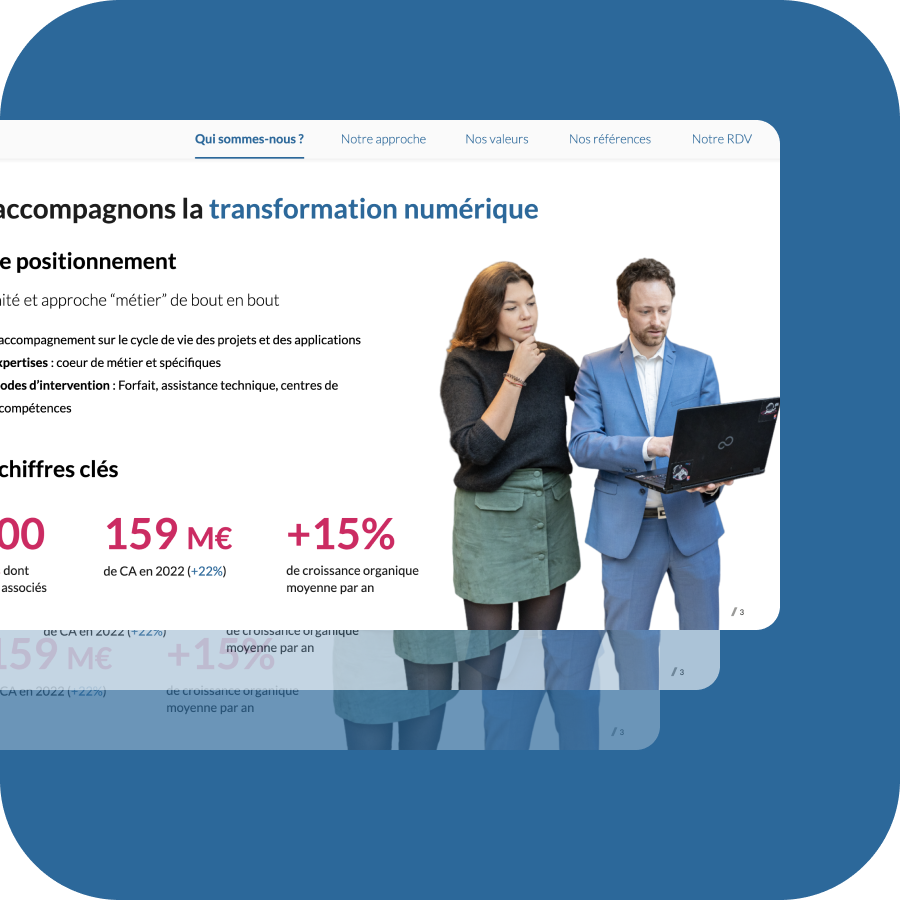 Qui sommes-nous ? Notre approche Nos valeurs Nos références Notre RDV
accompagnons la transformation numérique
e positionnement
ité et approche “métier” de bout en bout
accompagnement sur le cycle de vie des projets et des applications
xpertises : coeur de métier et spécifiques
odes d’intervention : Forfait, assistance technique, centres de
compétences
chiffres clés
00 159 M€ +15%
dont de CA en 2022 (+22%) de croissance organique
associés moyenne par an
// 3
de CA en 2022 (+22%) de croissance organique
moyenne par an
159 M€ +15%
// 3
CA en 2022 (+22%) de croissance organique
moyenne par an
// 3